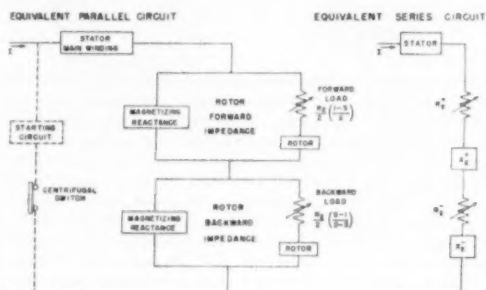 EQUIVALENT PARALLEL CIRCUIT
I
STATOR
MAIN WINDING
STARTING
CIRCUIT
CENTRIFUGAL
SWITCH
MAGNETIZING
REACTANCE
ROTOR
FORWARD
IMPEDANCE
FORWARD
LOAD
ROTOR
MAGNETIZING
REACTANCE
ROTOR
BACKWARD
IMPEDANCE
BACKWARD
LOAD
ROTOR
EQUIVALENT SERIES CIRCUIT
I
STATOR